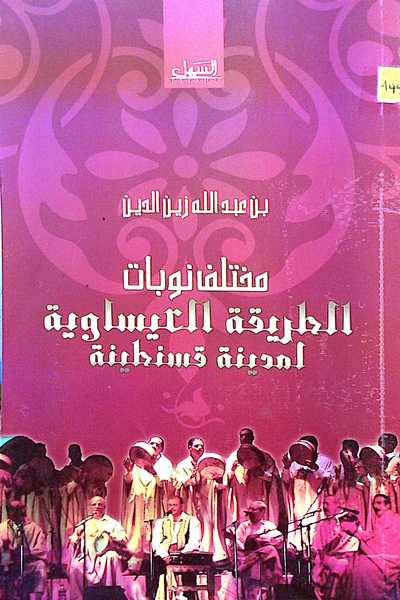 السهل
بن عبد الله زين الدين
مختلف نوبات
الطريقة العيساوية
لمدينة قسنطينة